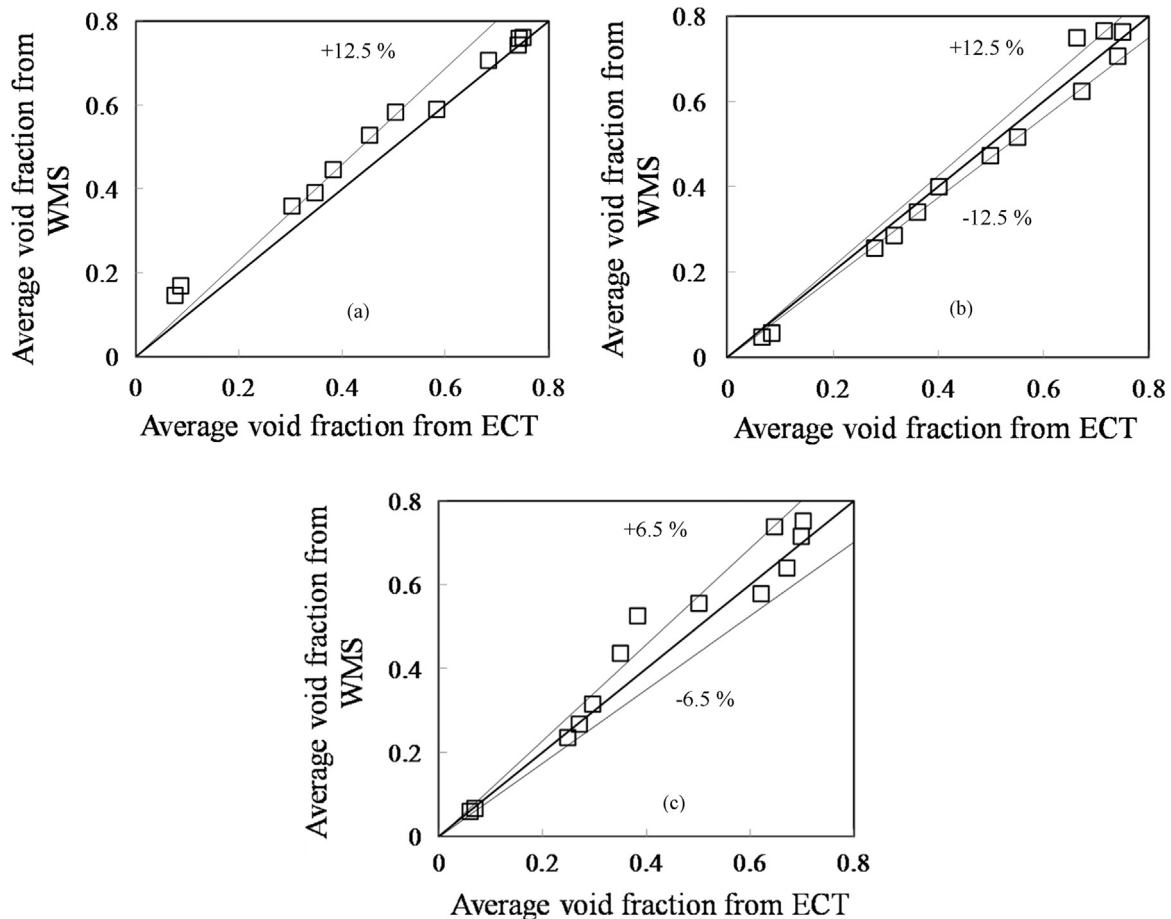 0.8
0.6
0.4
0.2
0
Average void fraction from
WMS
+12.5 %
(a)
0 0.2 0.4 0.6 0.8
Average void fraction from ECT
0.8
0.6
0.4
0.2
0
Average void fraction from
WMS
+12.5 %
-12.5 %
(b)
0 0.2 0.4 0.6 0.8
Average void fraction from ECT
0.8
0.6
0.4
0.2
0
Average void fraction from
WMS
+6.5 %
-6.5 %
(c)
0 0.2 0.4 0.6 0.8
Average void fraction from ECT